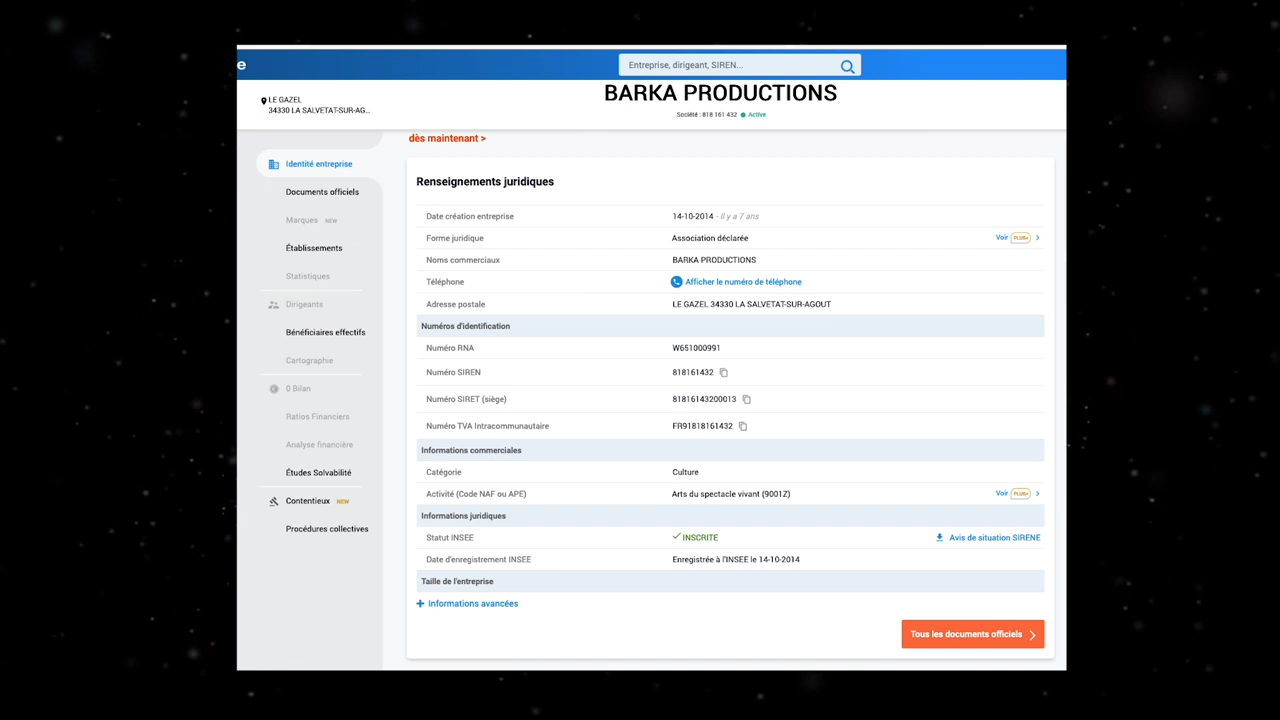 e
Entreprise, dirigeant, SIREN...
LE GAZEL
34330 LA SALVETAT-SUR-AG...
BARKA PRODUCTIONS
Société : 818 161 432 Active
dès maintenant >
Identité entreprise
Documents officiels
Marques NEW
Établissements
Statistiques
Dirigeants
Bénéficiaires effectifs
Cartographie
0 Bilan
Ratios Financiers
Analyse financière
Études Solvabilité
Contentieux NEW
Procédures collectives
Renseignements juridiques
Date création entreprise 14-10-2014 - Il y a 7 ans
Forme juridique Association déclarée Voir PLUS+ >
Noms commerciaux BARKA PRODUCTIONS
Téléphone Afficher le numéro de téléphone
Adresse postale LE GAZEL 34330 LA SALVETAT-SUR-AGOUT
Numéros d'identification
Numéro RNA W651000991
Numéro SIREN 818161432
Numéro SIRET (siège) 81816143200013
Numéro TVA Intracommunautaire FR91818161432
Informations commerciales
Catégorie Culture
Activité (Code NAF ou APE) Arts du spectacle vivant (9001Z) Voir PLUS+ >
Informations juridiques
Statut INSEE INSCRITE Avis de situation SIRENE
Date d'enregistrement INSEE Enregistrée à l'INSEE le 14-10-2014
Taille de l'entreprise
+ Informations avancées
Tous les documents officiels >